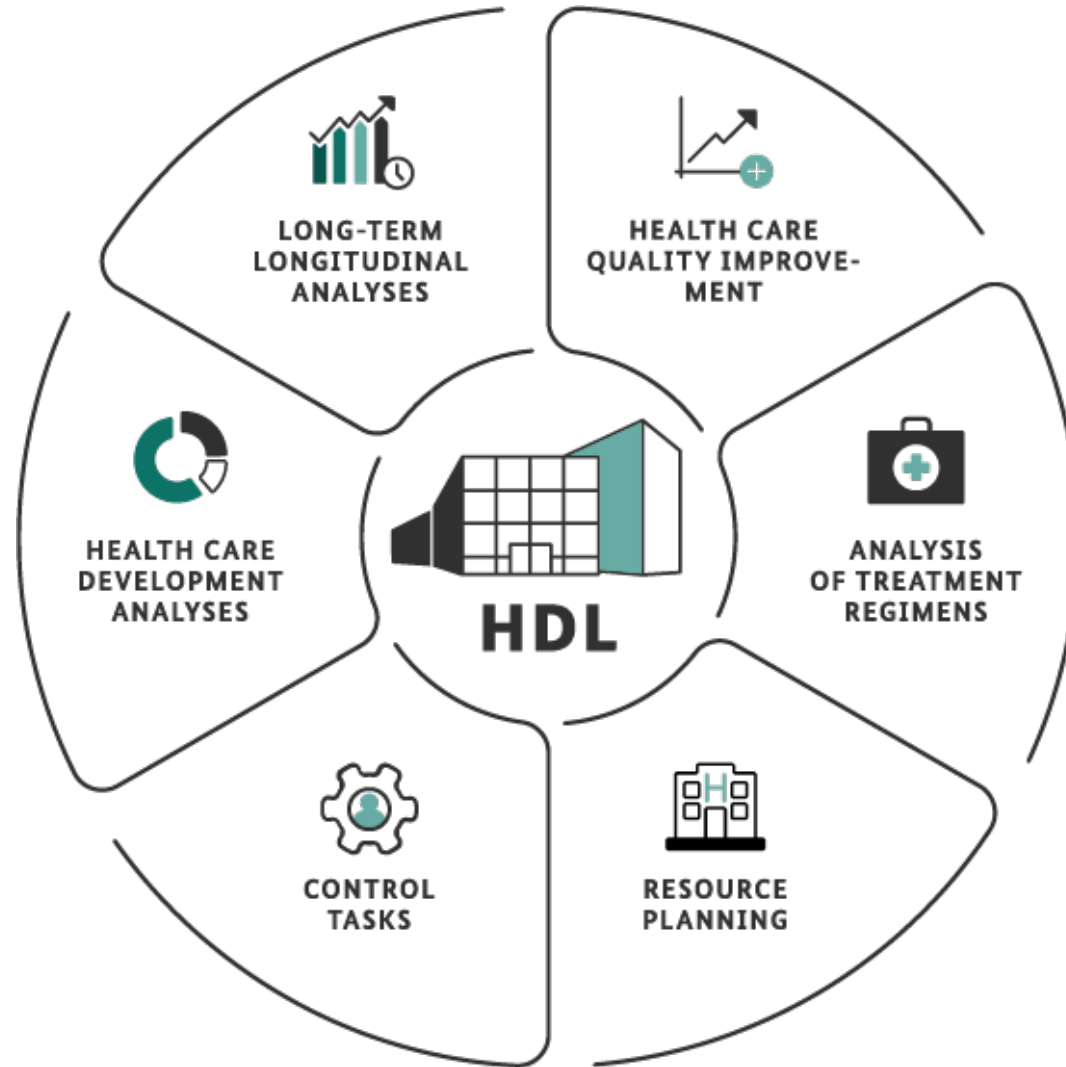 LONG-TERM
LONGITUDINAL
ANALYSES
HEALTH CARE
QUALITY IMPROVE-
MENT
HEALTH CARE
DEVELOPMENT
ANALYSES
HDL
ANALYSIS
OF TREATMENT
REGIMENS
CONTROL
TASKS
H
RESOURCE
PLANNING